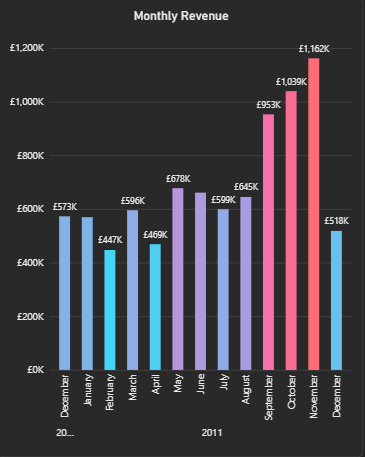 Monthly Revenue
£1,200K
£1,000K
£800K
£600K
£400K
£200K
£0K
£573K
£447K
£596K
£469K
£678K
£599K
£645K
£953K
£1,039K
£1,162K
£518K
December
January
February
March
April
May
June
July
August
September
October
November
December
20...
2011